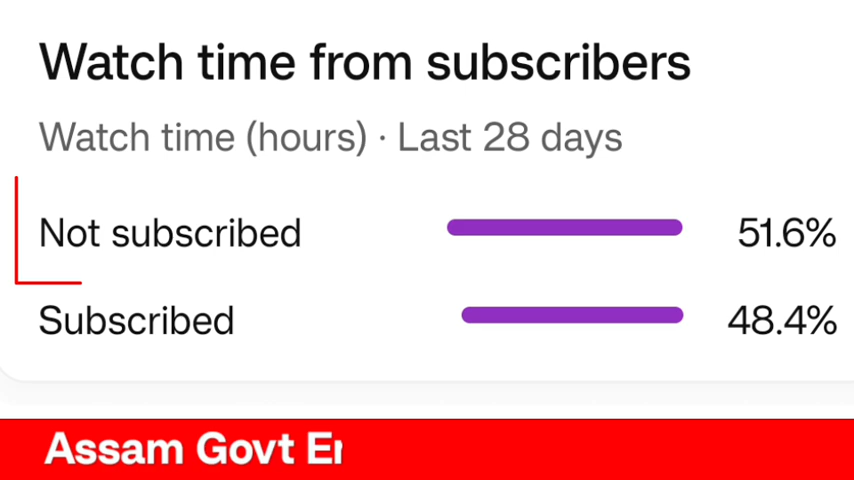 Watch time from subscribers
Watch time (hours) · Last 28 days
Not subscribed 51.6%
Subscribed 48.4%
Assam Govt